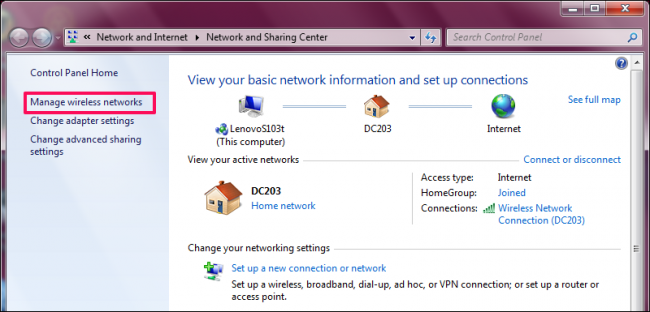 « Network and Internet ▸ Network and Sharing Center
Search Control Panel
Control Panel Home
Manage wireless networks
Change adapter settings
Change advanced sharing
settings
View your basic network information and set up connections
See full map
LenovoS103t
(This computer)
DC203
Internet
View your active networks
Connect or disconnect
DC203
Home network
Access type: Internet
HomeGroup: Joined
Connections: Wireless Network
Connection (DC203)
Change your networking settings
Set up a new connection or network
Set up a wireless, broadband, dial-up, ad hoc, or VPN connection; or set up a router or
access point.